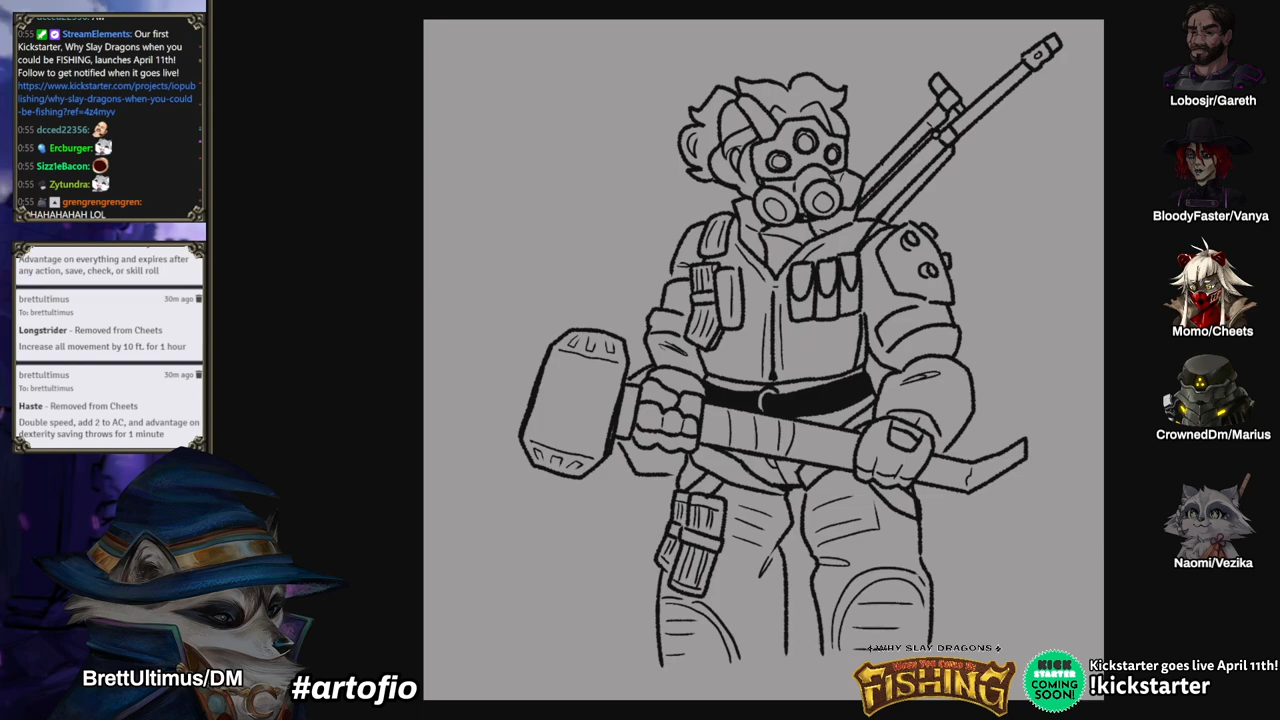 0:55 StreamElements: Our first
Kickstarter, Why Slay Dragons when you
could be FISHING, launches April 11th!
Follow to get notified when it goes live!
https://www.kickstarter.com/projects/iopub
lishing/why-slay-dragons-when-you-could
-be-fishing?ref=4z4myv
0:55 dcced22356:
0:55 Ercburger:
0:55 Sizz1eBacon:
0:55 Zytundra:
0:55 grengrengrengren:
HAHAHAHAH LOL
Advantage on everything and expires after
any action, save, check, or skill roll
brettultimus 30m ago
To: brettultimus
Longstrider - Removed from Cheets
Increase all movement by 10 ft. for 1 hour
brettultimus 30m ago
To: brettultimus
Haste - Removed from Cheets
Double speed, add 2 to AC, and advantage on
dexterity saving throws for 1 minute
BrettUltimus/DM
#artofio
Lobosjr/Gareth
BloodyFaster/Vanya
Momo/Cheets
CrownedDm/Marius
Naomi/Vezika
WHY SLAY DRAGONS
WHEN YOU COULD BE
FISHING
KICK
STARTER
COMING
SOON!
Kickstarter goes live April 11th!
!kickstarter